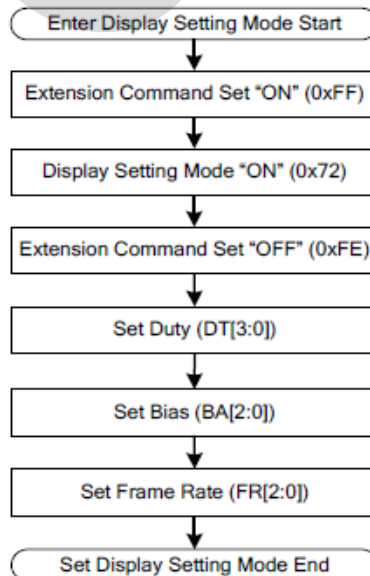 Enter Display Setting Mode Start
Extension Command Set “ON” (0xFF)
Display Setting Mode “ON” (0x72)
Extension Command Set “OFF” (0xFE)
Set Duty (DT[3:0])
Set Bias (BA[2:0])
Set Frame Rate (FR[2:0])
Set Display Setting Mode End